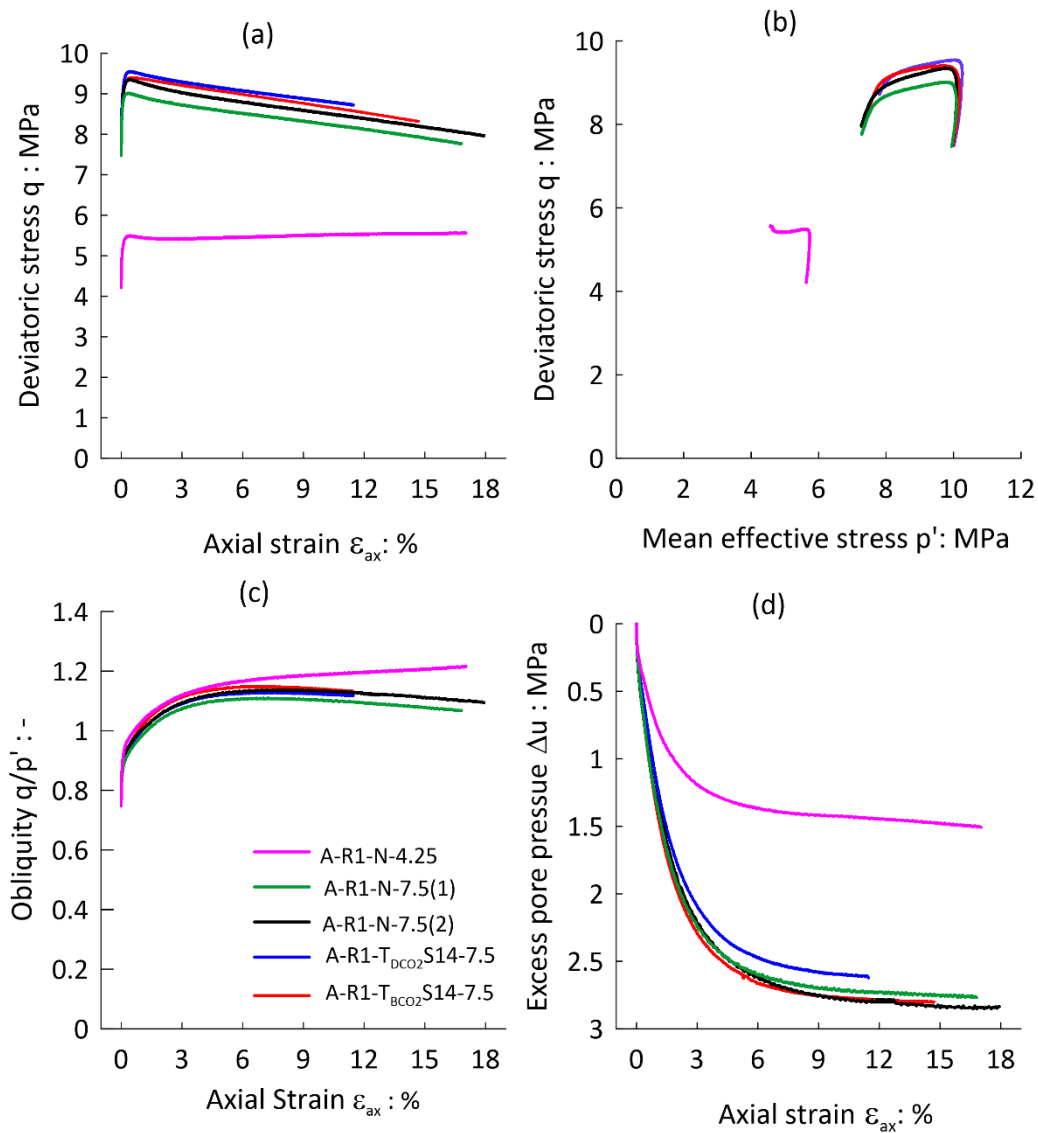 (a)
10
9
8
7
6
5
4
3
2
1
0
Deviatoric stress q : MPa
0 3 6 9 12 15 18
Axial strain εax: %
(b)
10
8
6
4
2
0
Deviatoric stress q : MPa
0 2 4 6 8 10 12
Mean effective stress p': MPa
(c)
1.4
1.2
1
0.8
0.6
0.4
0.2
0
Obliquity q/p' : -
A-R1-N-4.25
A-R1-N-7.5(1)
A-R1-N-7.5(2)
A-R1-TDCO2S14-7.5
A-R1-TBCO2S14-7.5
0 3 6 9 12 15 18
Axial Strain εax : %
(d)
0
0.5
1
1.5
2
2.5
3
Excess pore pressue Δu : MPa
0 3 6 9 12 15 18
Axial strain εax: %